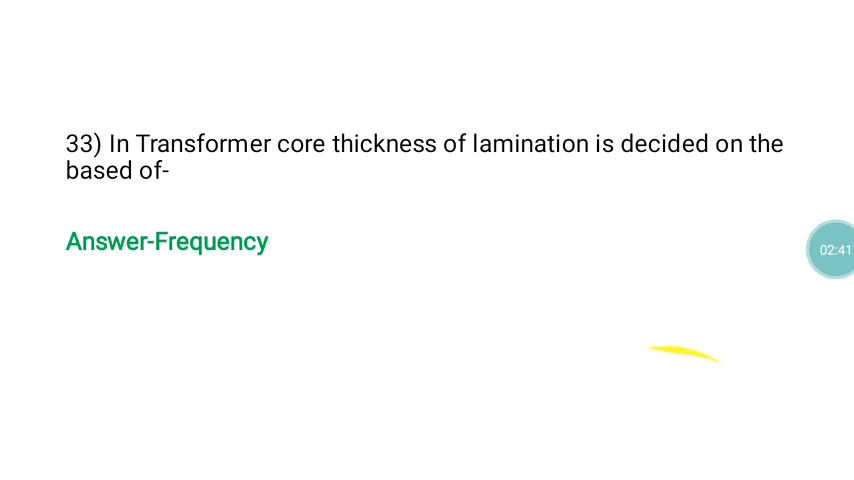 33) In Transformer core thickness of lamination is decided on the
based of-
Answer-Frequency
02:41